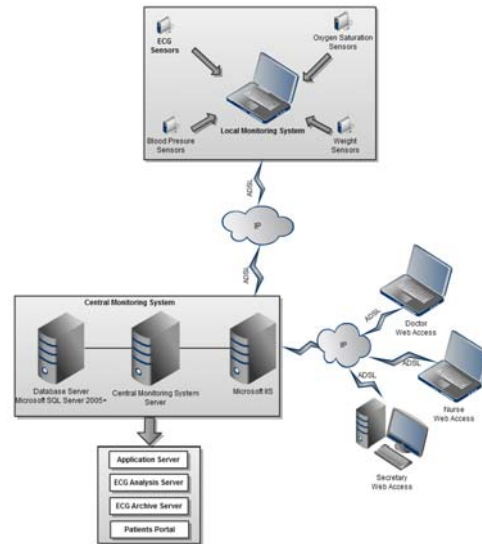 ECG
Sensors
Oxygen Saturation
Sensors
Blood Presure
Sensors
Local Monitoring System
Weight
Sensors
ADSL
IP
ADSL
Central Monitoring System
Database Server
Microsoft SQL Server 2005+
Central Monitoring System
Server
Microsoft IIS
IP
ADSL
Doctor
Web Access
ADSL
Nurse
Web Access
ADSL
Secretary
Web Access
Application Server
ECG Analysis Server
ECG Archive Server
Patients Portal